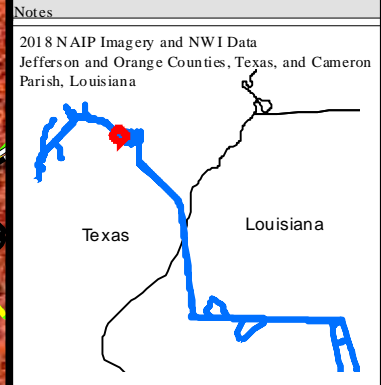 Notes
2018 NAIP Imagery and NWI Data
Jefferson and Orange Counties, Texas, and Cameron
Parish, Louisiana
Texas
Louisiana